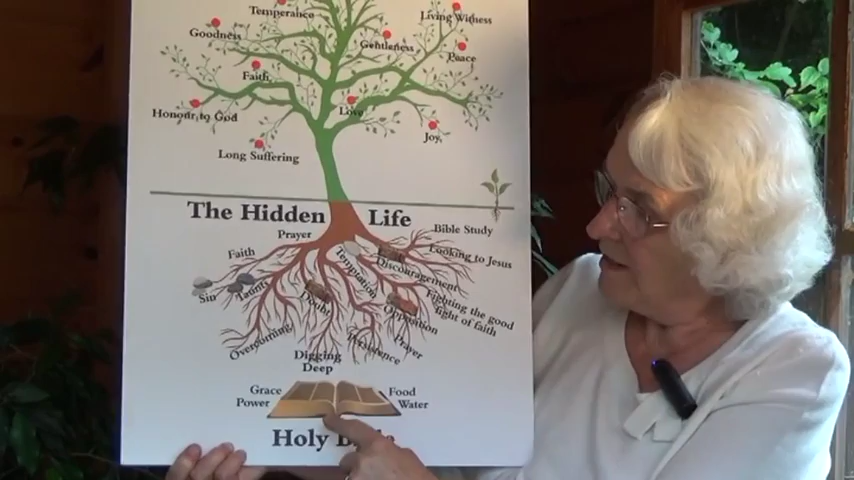 Temperance
Living Witness
Goodness
Gentleness
Peace
Faith
Love
Honour to God
Joy
Long Suffering
The Hidden Life
Prayer
Bible Study
Faith
Looking to Jesus
Temptation
Discouragement
Sin
Taunts
Doubt
Fighting the good
fight of faith
Opposition
Overcoming
Prayer
Digging
Deep
Grace
Food
Power
Water
Holy